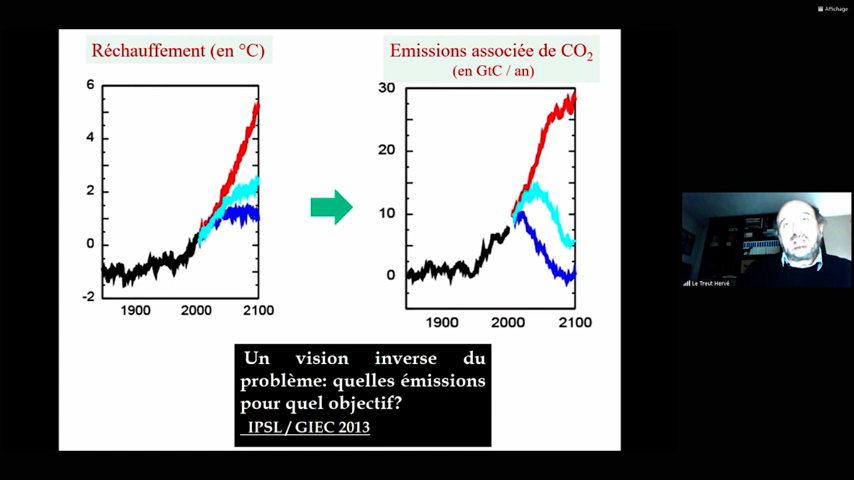 Affichage
Réchauffement (en °C)
Emissions associée de CO2
(en GtC / an)
6
4
2
0
-2
1900
2000
2100
30
20
10
0
1900
2000
2100
Un vision inverse du
problème: quelles émissions
pour quel objectif?
IPSL / GIEC 2013
Le Treut Hervé